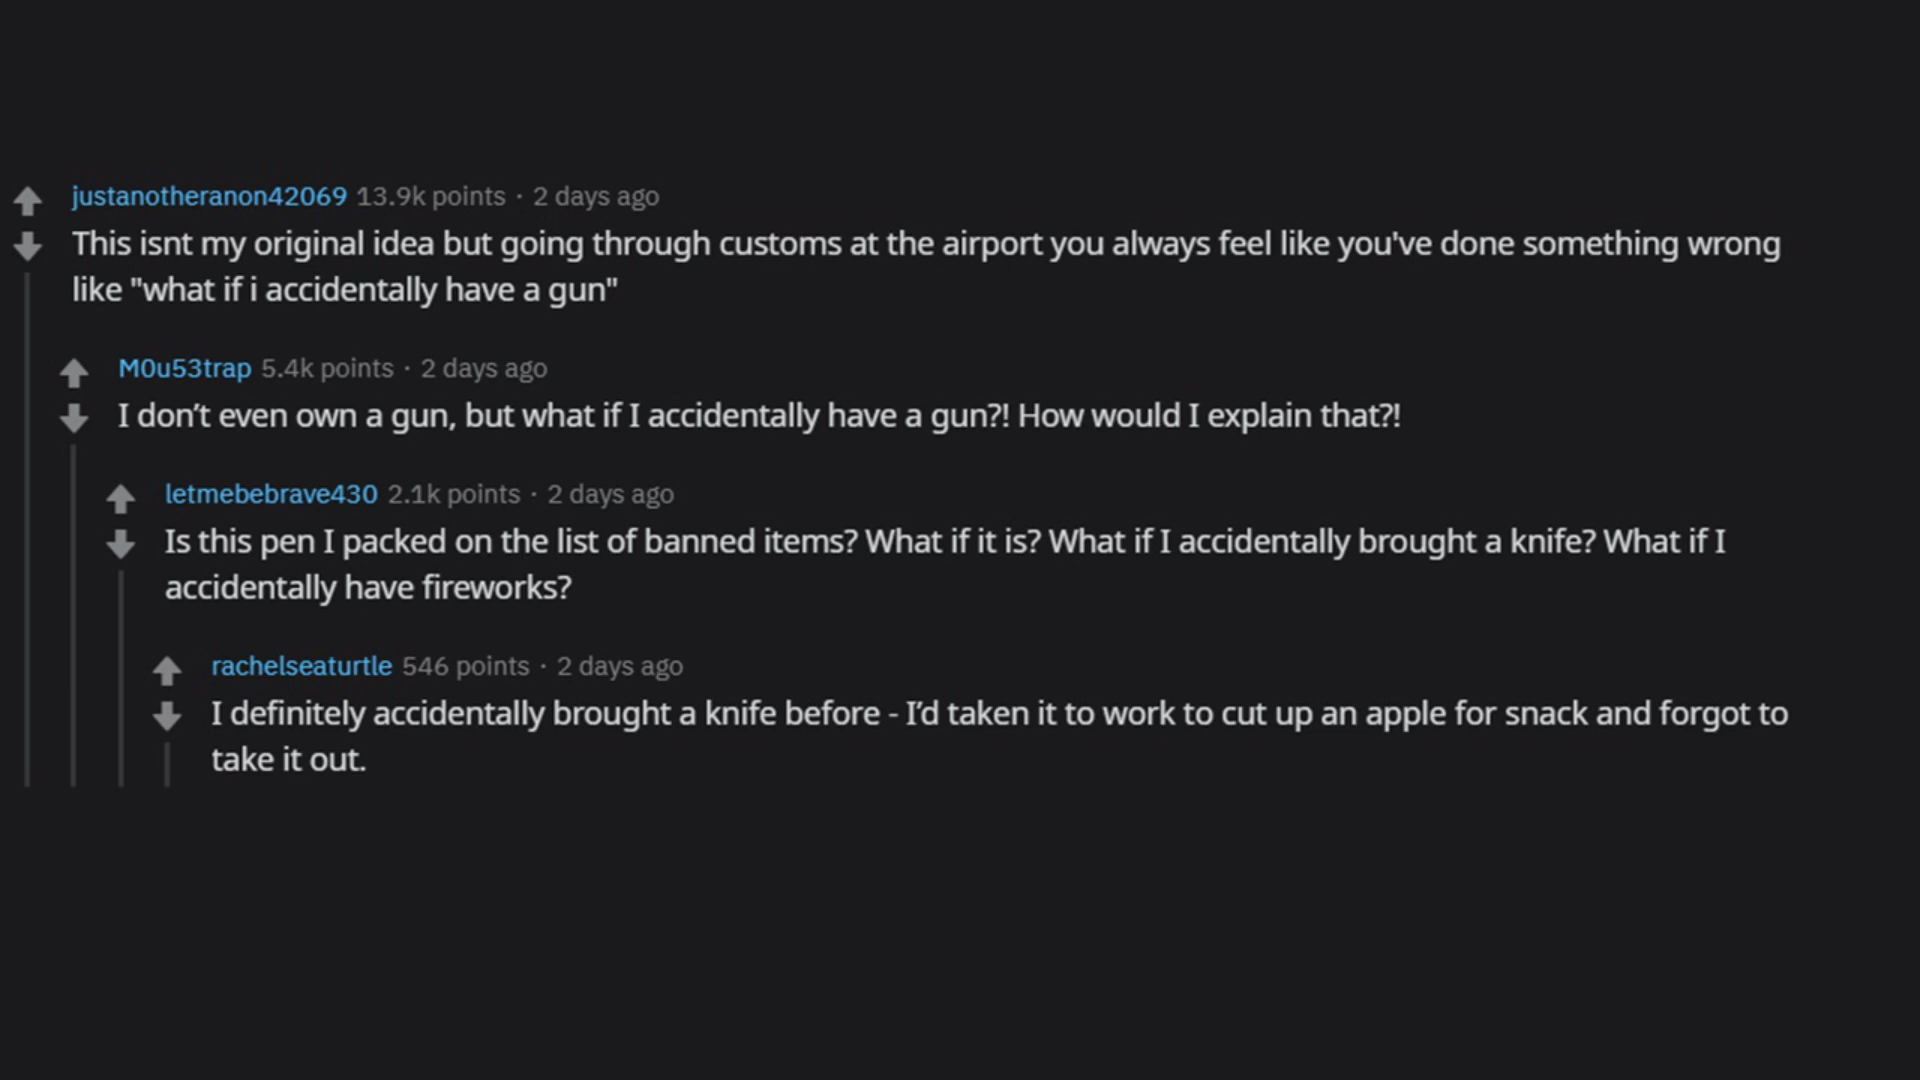 justanotheranon42069 13.9k points · 2 days ago
This isnt my original idea but going through customs at the airport you always feel like you've done something wrong
like "what if i accidentally have a gun"
M0u53trap 5.4k points · 2 days ago
I don’t even own a gun, but what if I accidentally have a gun?! How would I explain that?!
letmebebrave430 2.1k points · 2 days ago
Is this pen I packed on the list of banned items? What if it is? What if I accidentally brought a knife? What if I
accidentally have fireworks?
rachelseaturtle 546 points · 2 days ago
I definitely accidentally brought a knife before - I’d taken it to work to cut up an apple for snack and forgot to
take it out.